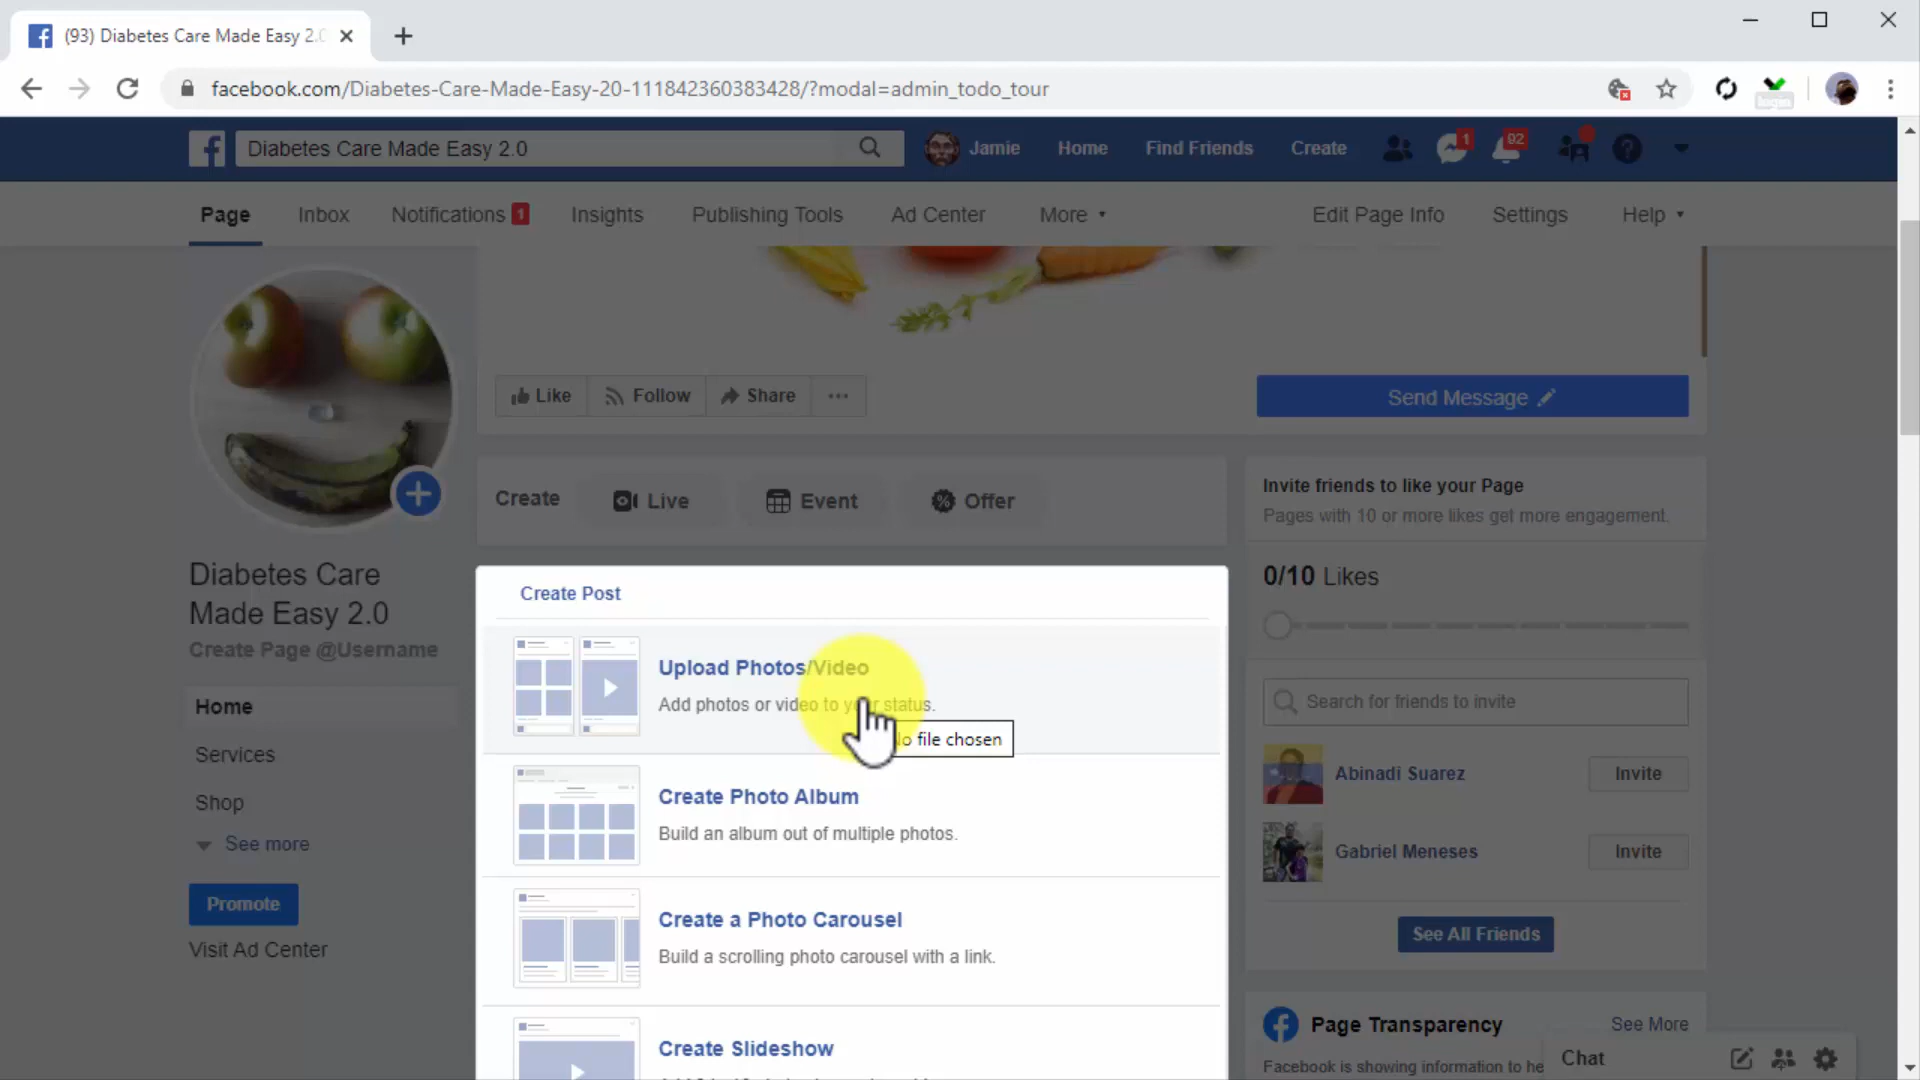 (93) Diabetes Care Made Easy 2.0
facebook.com/Diabetes-Care-Made-Easy-20-111842360383428/?modal=admin_todo_tour
login
Diabetes Care Made Easy 2.0
Jamie
Home
Find Friends
Create
1
92
Page
Inbox
Notifications 1
Insights
Publishing Tools
Ad Center
More
Edit Page Info
Settings
Help
Like
Follow
Share
Send Message
Create
Live
Event
Offer
Invite friends to like your Page
Pages with 10 or more likes get more engagement.
0/10 Likes
Diabetes Care
Made Easy 2.0
Create Page @Username
Home
Services
Shop
See more
Promote
Visit Ad Center
Create Post
Upload Photos/Video
Add photos or video to your status.
No file chosen
Create Photo Album
Build an album out of multiple photos.
Create a Photo Carousel
Build a scrolling photo carousel with a link.
Create Slideshow
Search for friends to invite
Abinadi Suarez
Invite
Gabriel Meneses
Invite
See All Friends
Page Transparency
See More
Facebook is showing information to he
Chat